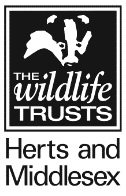 THE
wildlife
TRUSTS
Herts and
Middlesex